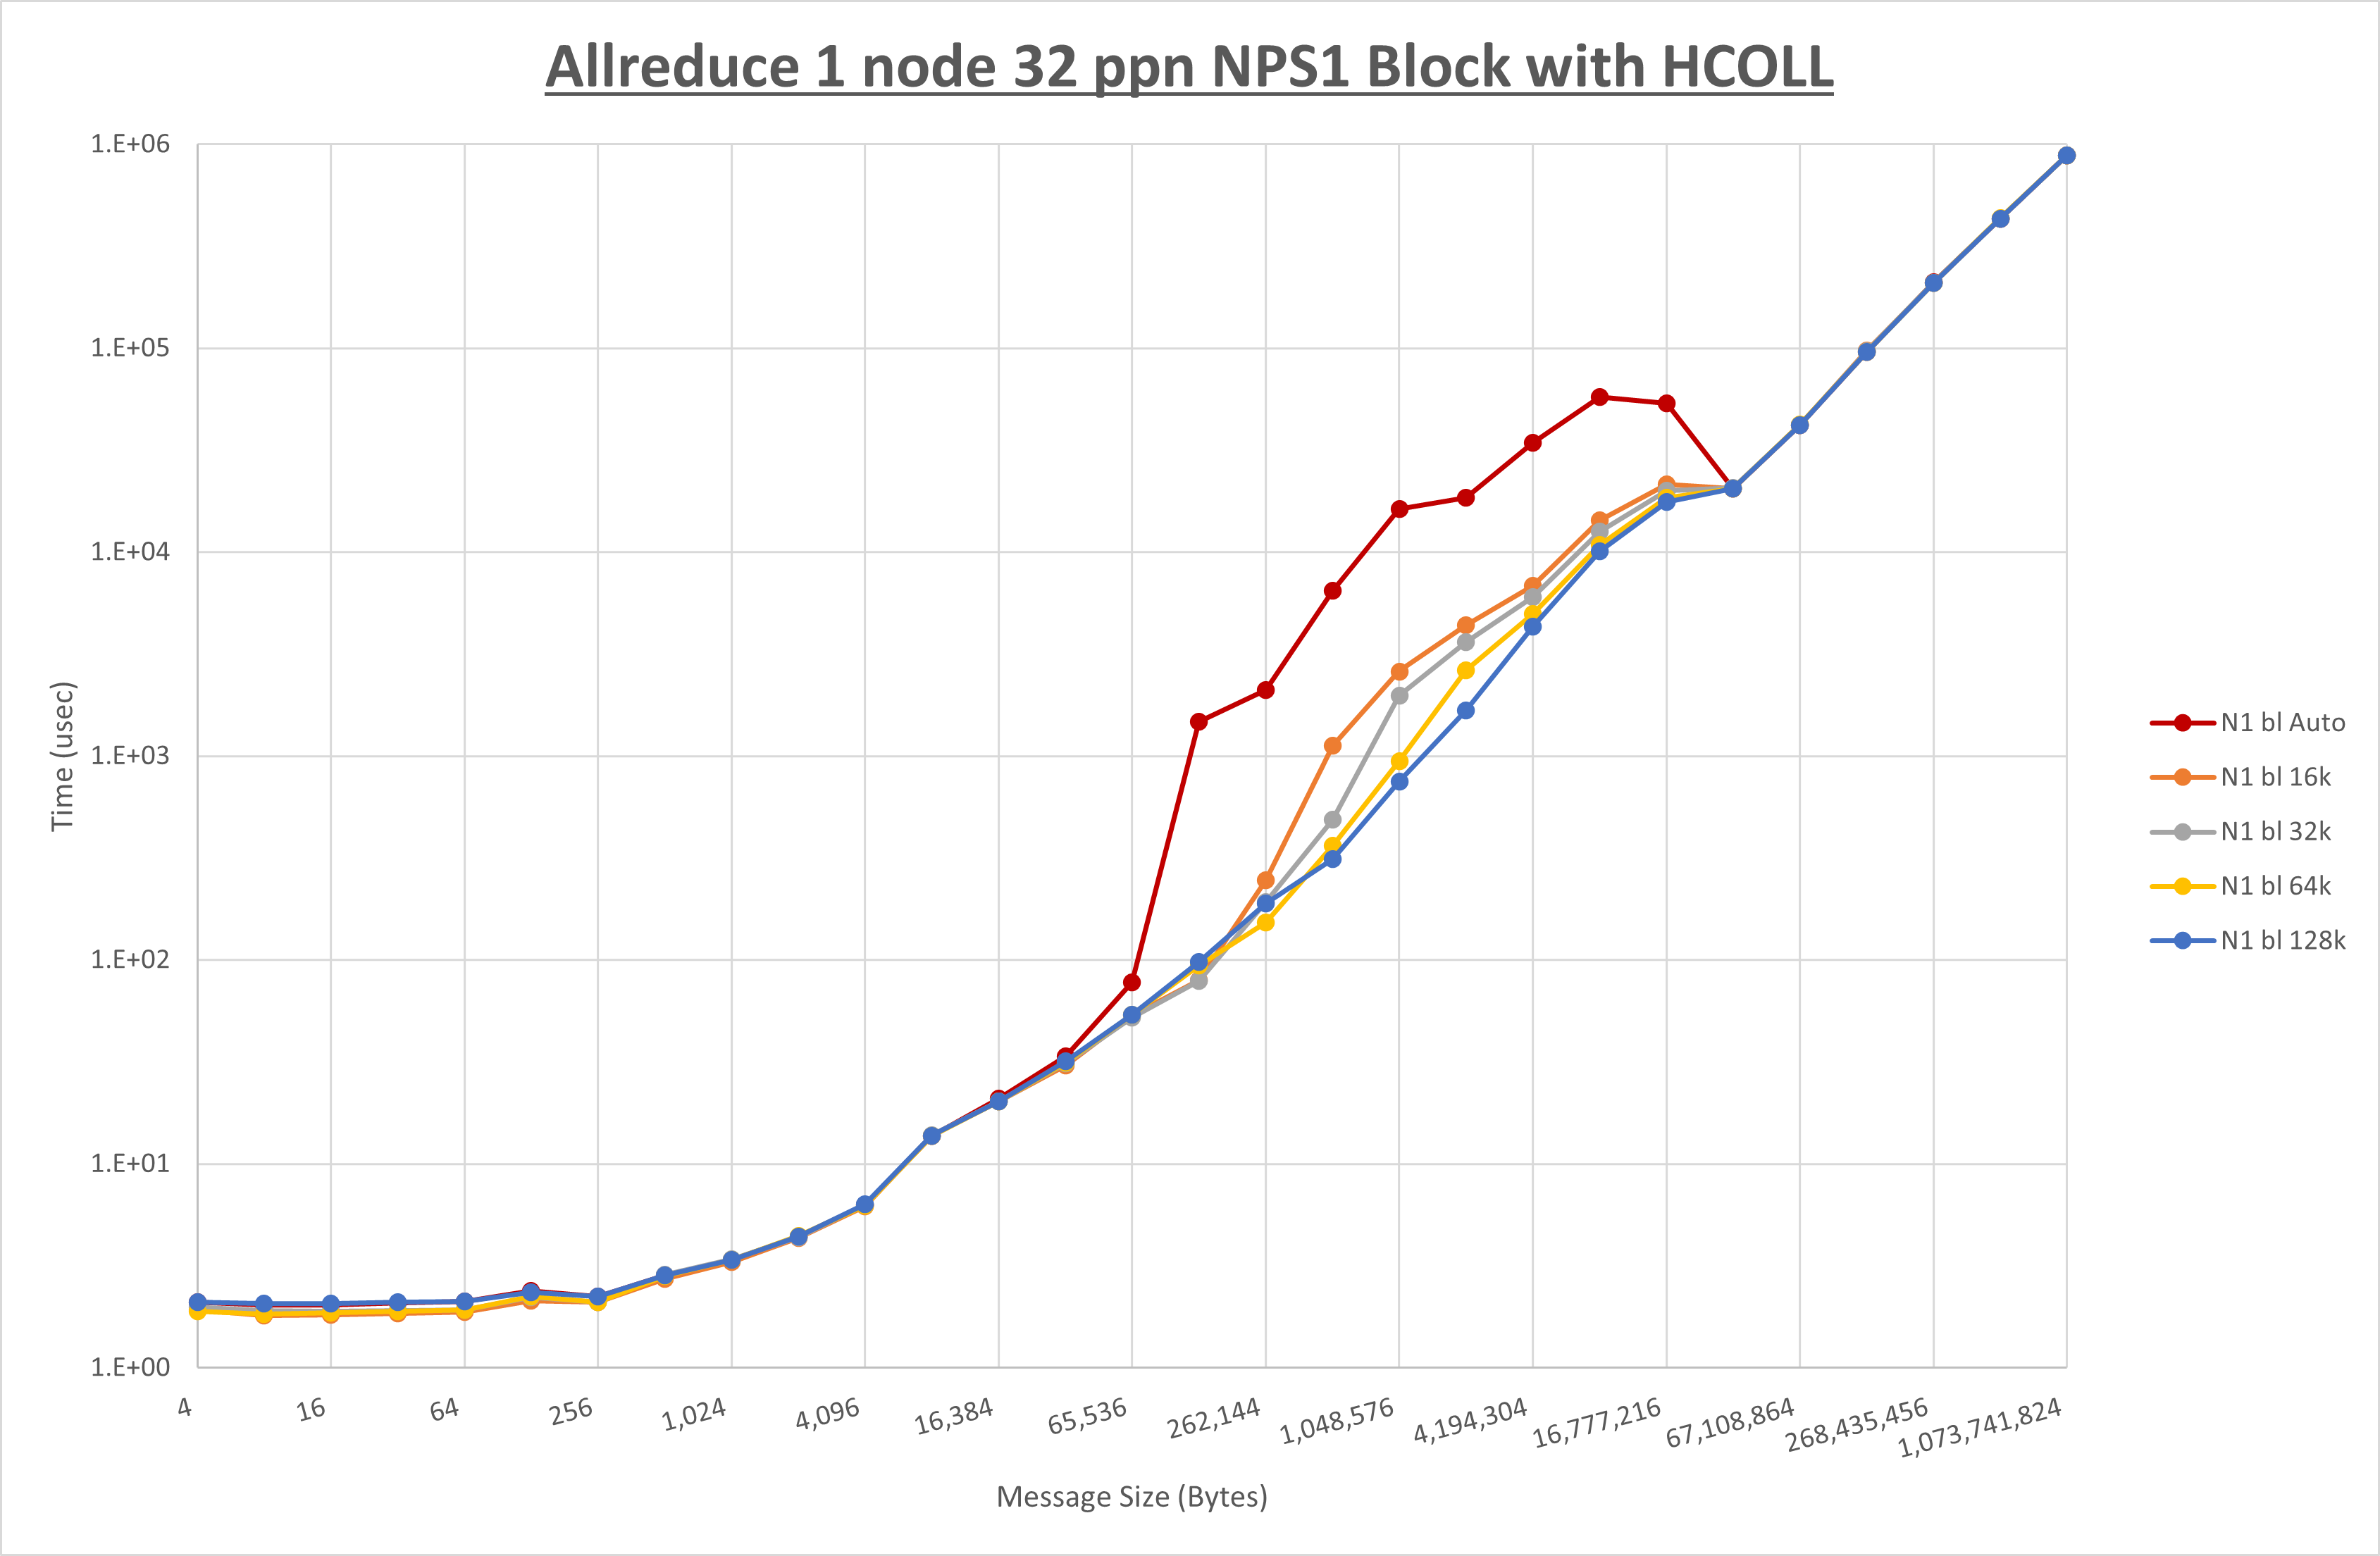 Allreduce 1 node 32 ppn NPS1 Block with HCOLL
1.E+06
1.E+05
1.E+04
1.E+03
1.E+02
1.E+01
1.E+00
Time (usec)
4
16
64
256
1,024
4,096
16,384
65,536
262,144
1,048,576
4,194,304
16,777,216
67,108,864
268,435,456
1,073,741,824
Message Size (Bytes)
N1 bl Auto
N1 bl 16k
N1 bl 32k
N1 bl 64k
N1 bl 128k